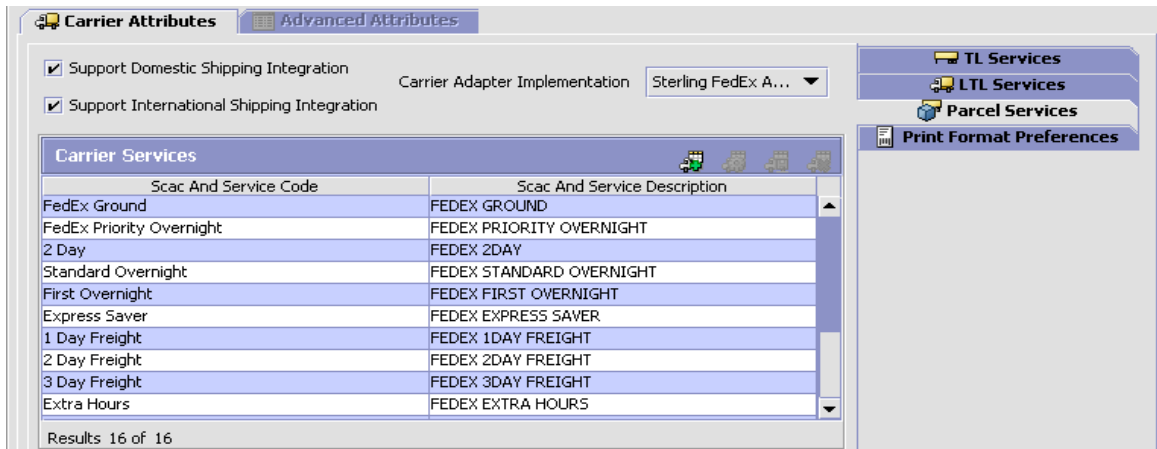 Carrier Attributes
Advanced Attributes
Support Domestic Shipping Integration
Carrier Adapter Implementation
Sterling FedEx A...
Support International Shipping Integration
TL Services
LTL Services
Parcel Services
Print Format Preferences
Carrier Services
Scac And Service Code
Scac And Service Description
FedEx Ground
FEDEX GROUND
FedEx Priority Overnight
FEDEX PRIORITY OVERNIGHT
2 Day
FEDEX 2DAY
Standard Overnight
FEDEX STANDARD OVERNIGHT
First Overnight
FEDEX FIRST OVERNIGHT
Express Saver
FEDEX EXPRESS SAVER
1 Day Freight
FEDEX 1DAY FREIGHT
2 Day Freight
FEDEX 2DAY FREIGHT
3 Day Freight
FEDEX 3DAY FREIGHT
Extra Hours
FEDEX EXTRA HOURS
Results 16 of 16